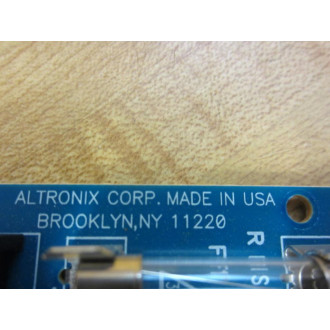 ALTRONIX CORP. MADE IN USA
BROOKLYN,NY 11220